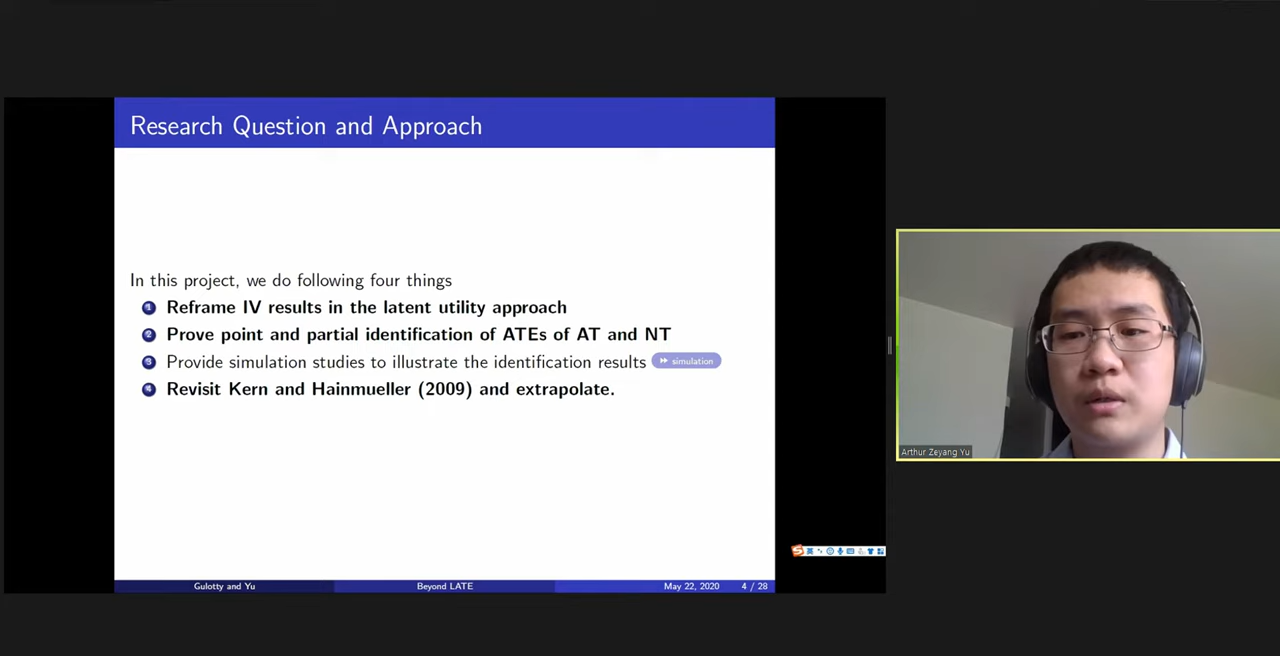 Research Question and Approach
In this project, we do following four things
1 Reframe IV results in the latent utility approach
2 Prove point and partial identification of ATEs of AT and NT
3 Provide simulation studies to illustrate the identification results simulation
4 Revisit Kern and Hainmueller (2009) and extrapolate.
Gulotty and Yu Beyond LATE May 22, 2020 4 / 28
Arthur Zeyang Yu